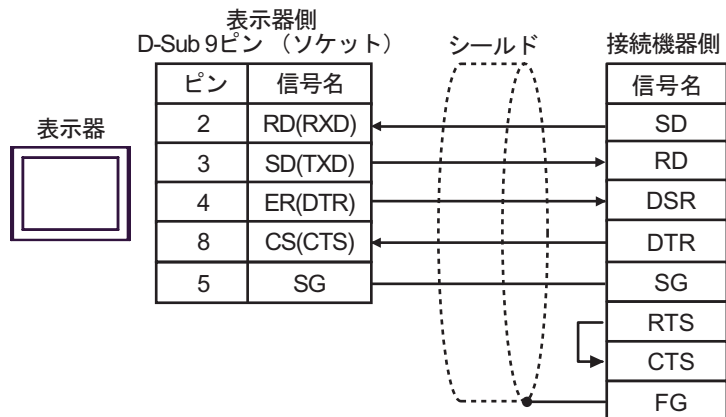 表示器側
D-Sub 9ピン （ソケット）
シールド
接続機器側
ピン
信号名
信号名
表示器
2
RD(RXD)
SD
3
SD(TXD)
RD
4
ER(DTR)
DSR
8
CS(CTS)
DTR
5
SG
SG
RTS
CTS
FG